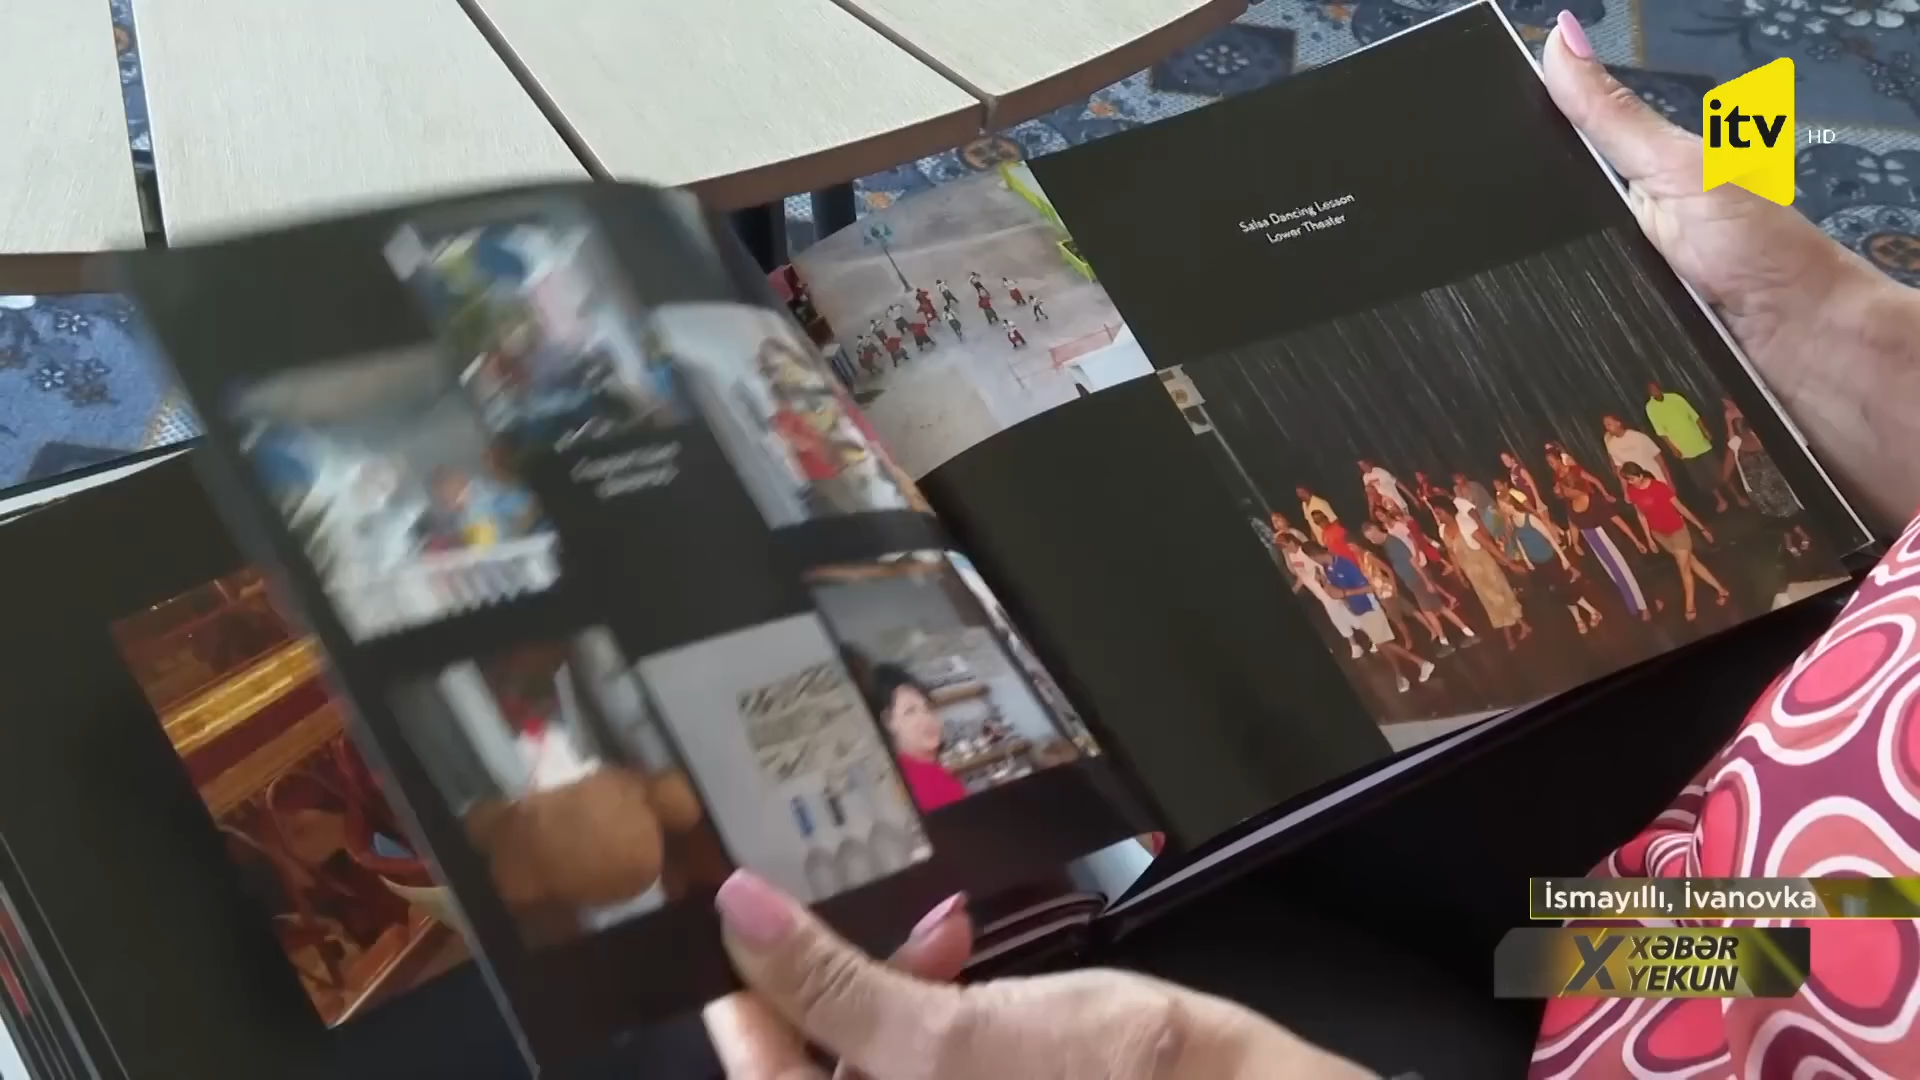 itv
HD
Salsa Dancing Lesson
Lower Theater
İsmayıllı, İvanovka
X XƏBƏR
YEKUN